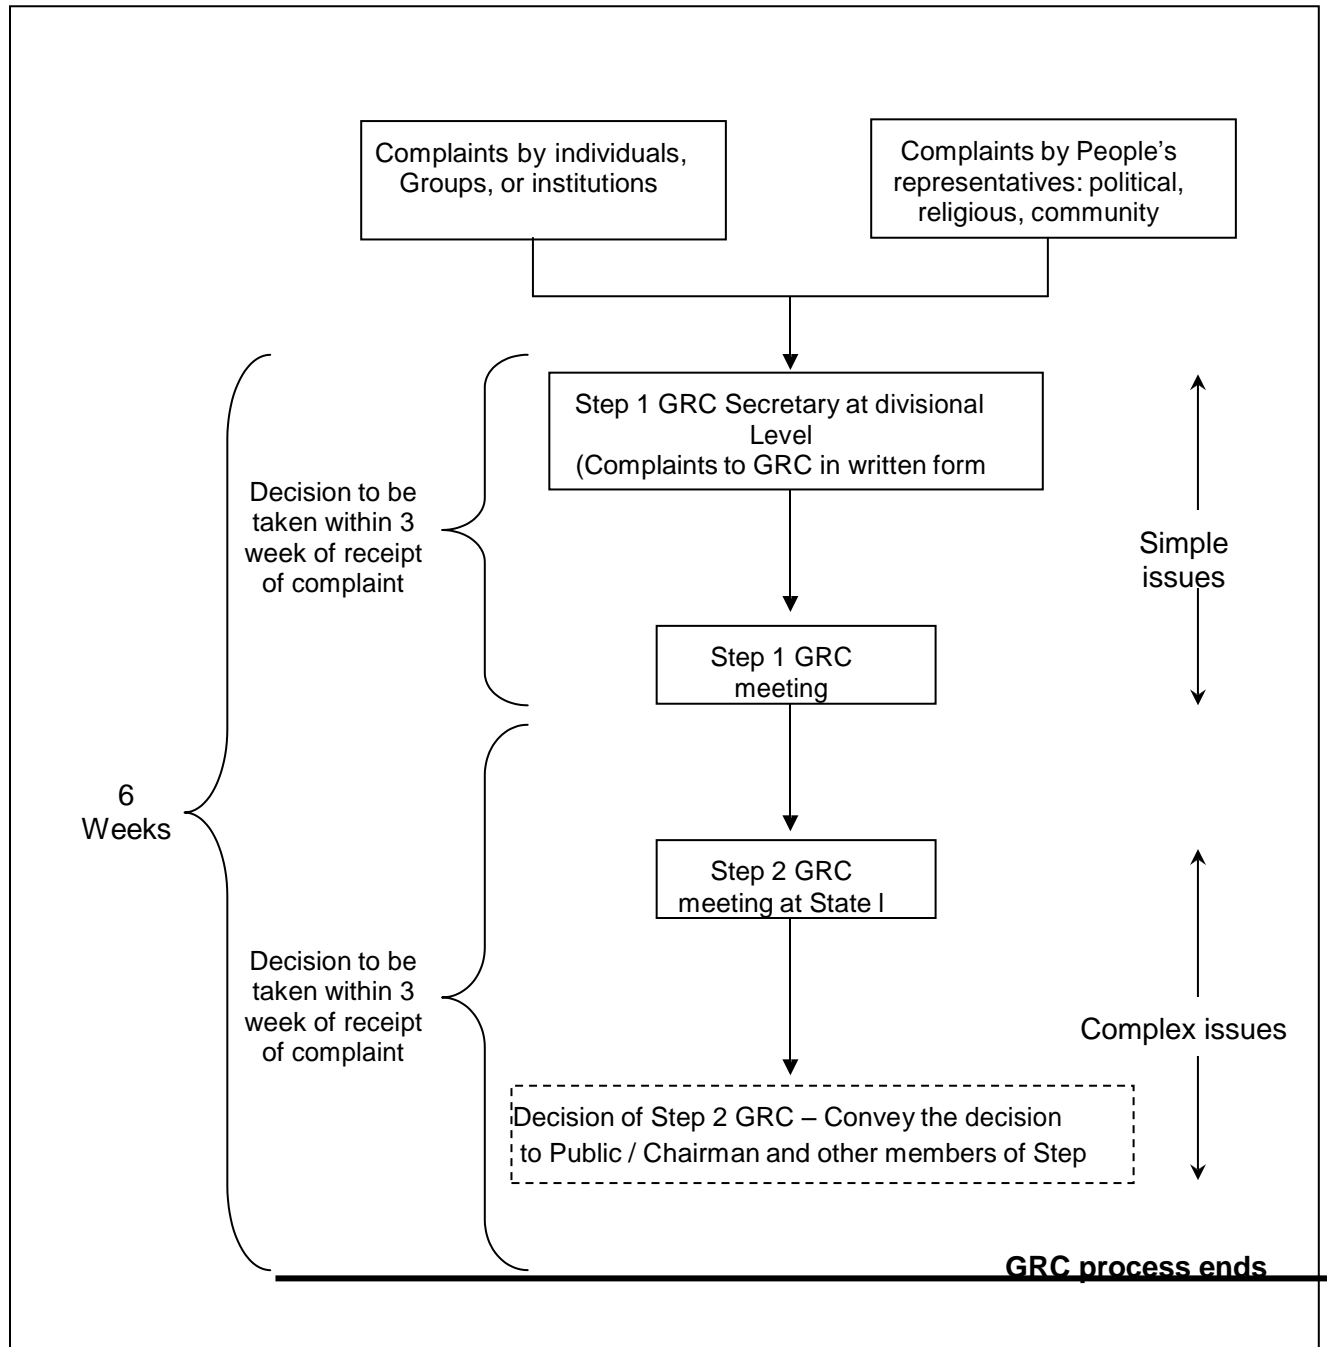 Complaints by individuals,
Groups, or institutions
Complaints by People’s
representatives: political,
religious, community
Step 1 GRC Secretary at divisional
Level
(Complaints to GRC in written form
Decision to be
taken within 3
week of receipt
of complaint
Simple
issues
Step 1 GRC
meeting
6
Weeks
Step 2 GRC
meeting at State l
Decision to be
taken within 3
week of receipt
of complaint
Complex issues
Decision of Step 2 GRC – Convey the decision
to Public / Chairman and other members of Step
GRC process ends